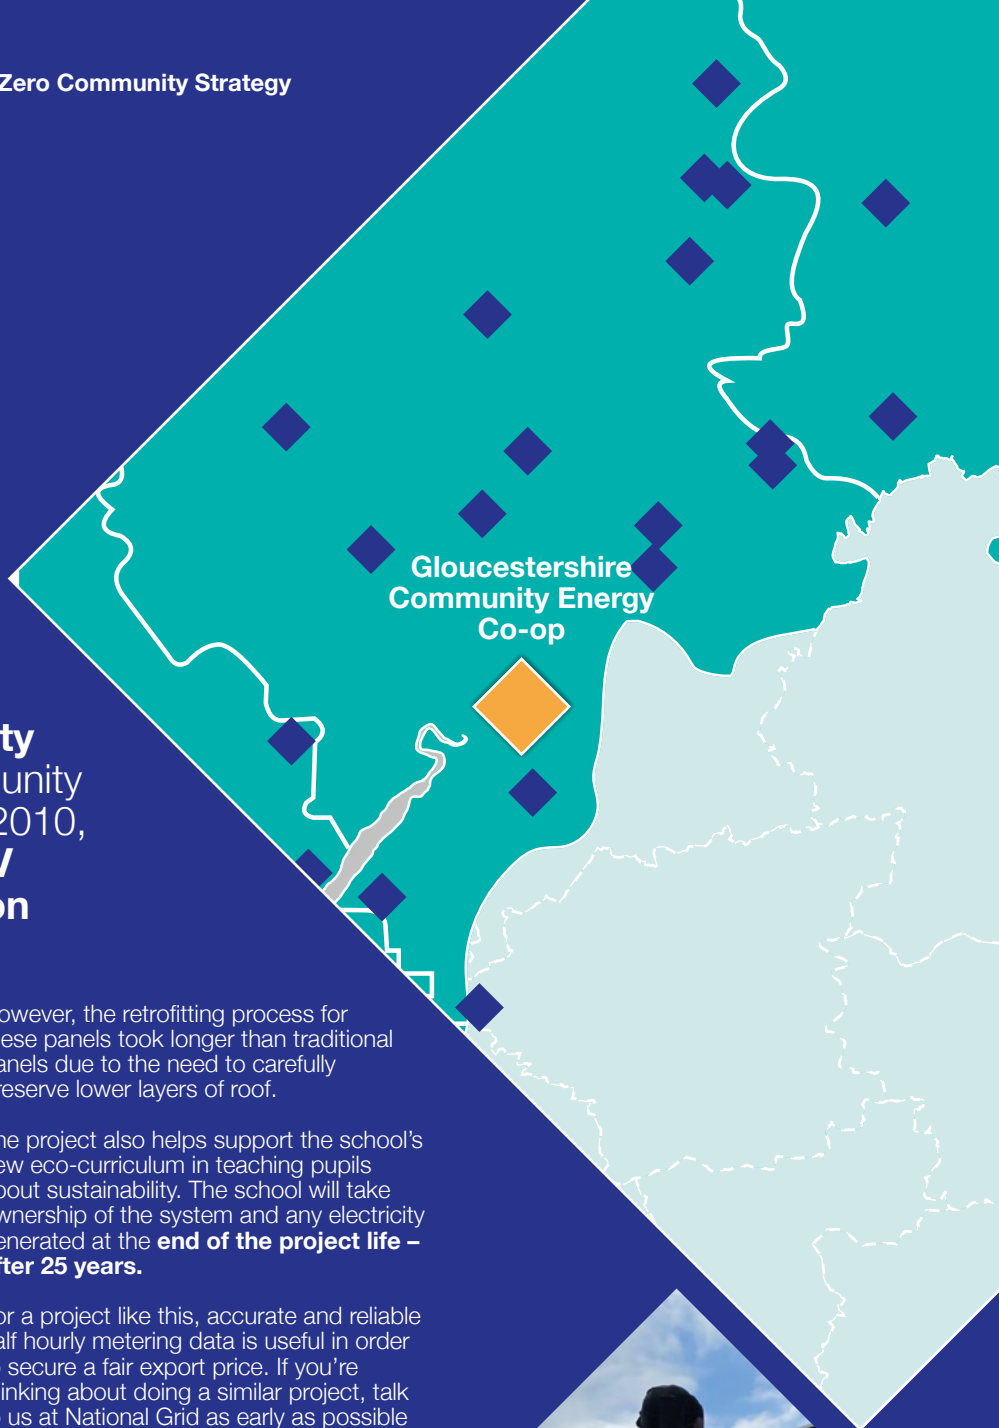 Zero Community Strategy
Gloucestershire
Community Energy
Co-op
ty
unity
2010,
V
on
owever, the retrofitting process for
ese panels took longer than traditional
anels due to the need to carefully
reserve lower layers of roof.
he project also helps support the school's
ew eco-curriculum in teaching pupils
bout sustainability. The school will take
wnership of the system and any electricity
enerated at the end of the project life –
fter 25 years.
or a project like this, accurate and reliable
alf hourly metering data is useful in order
o secure a fair export price. If you're
inking about doing a similar project, talk
o us at National Grid as early as possible